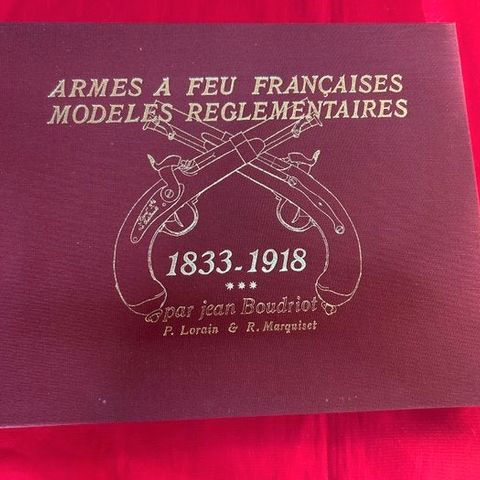 ARMES A FEU FRANÇAISES
MODELES REGLEMENTAIRES
1833-1918
par jean Boudriot
P. Lorain & R. Marquiset